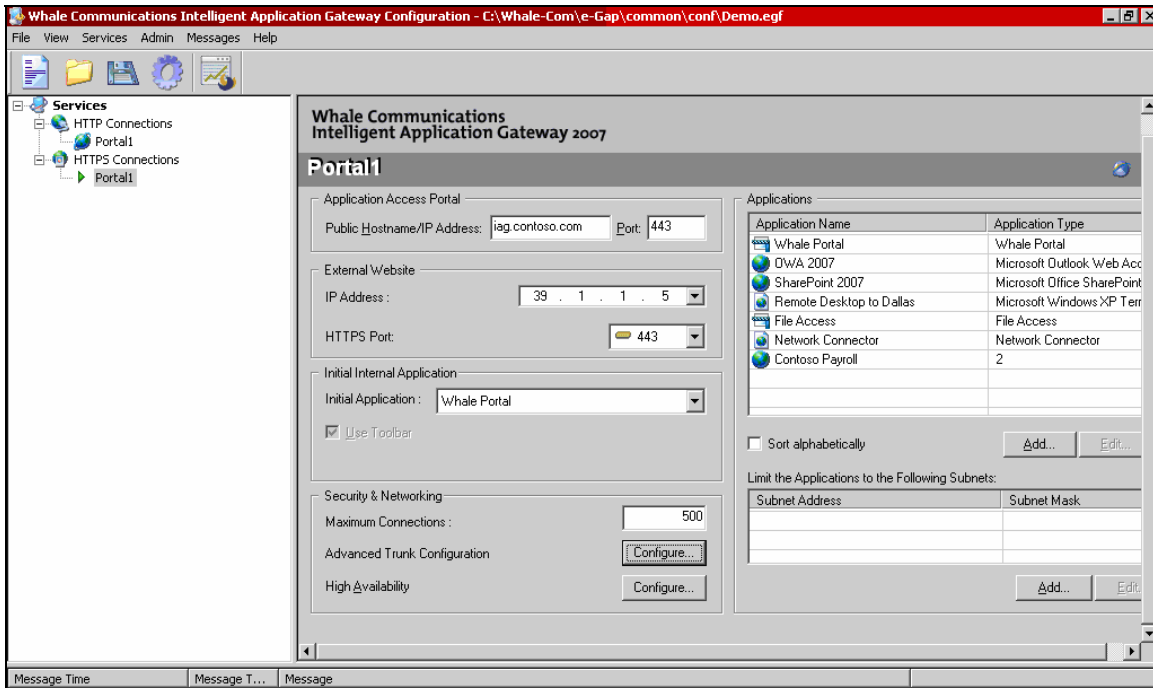 Whale Communications Intelligent Application Gateway Configuration - C:\Whale-Com\e-Gap\common\conf\Demo.egf
File View Services Admin Messages Help
Services
HTTP Connections
Portal1
HTTPS Connections
Portal1
Whale Communications
Intelligent Application Gateway 2007
Portal1
Application Access Portal
Public Hostname/IP Address: iag.contoso.com Port: 443
External Website
IP Address : 39 . 1 . 1 . 5
HTTPS Port: 443
Initial Internal Application
Initial Application : Whale Portal
Use Toolbar
Security & Networking
Maximum Connections : 500
Advanced Trunk Configuration Configure...
High Availability Configure...
Applications
Application Name Application Type
Whale Portal Whale Portal
OWA 2007 Microsoft Outlook Web Acc
SharePoint 2007 Microsoft Office SharePoint
Remote Desktop to Dallas Microsoft Windows XP Terr
File Access File Access
Network Connector Network Connector
Contoso Payroll 2
Sort alphabetically Add... Edit...
Limit the Applications to the Following Subnets:
Subnet Address Subnet Mask
Add... Edit.
Message Time Message T... Message